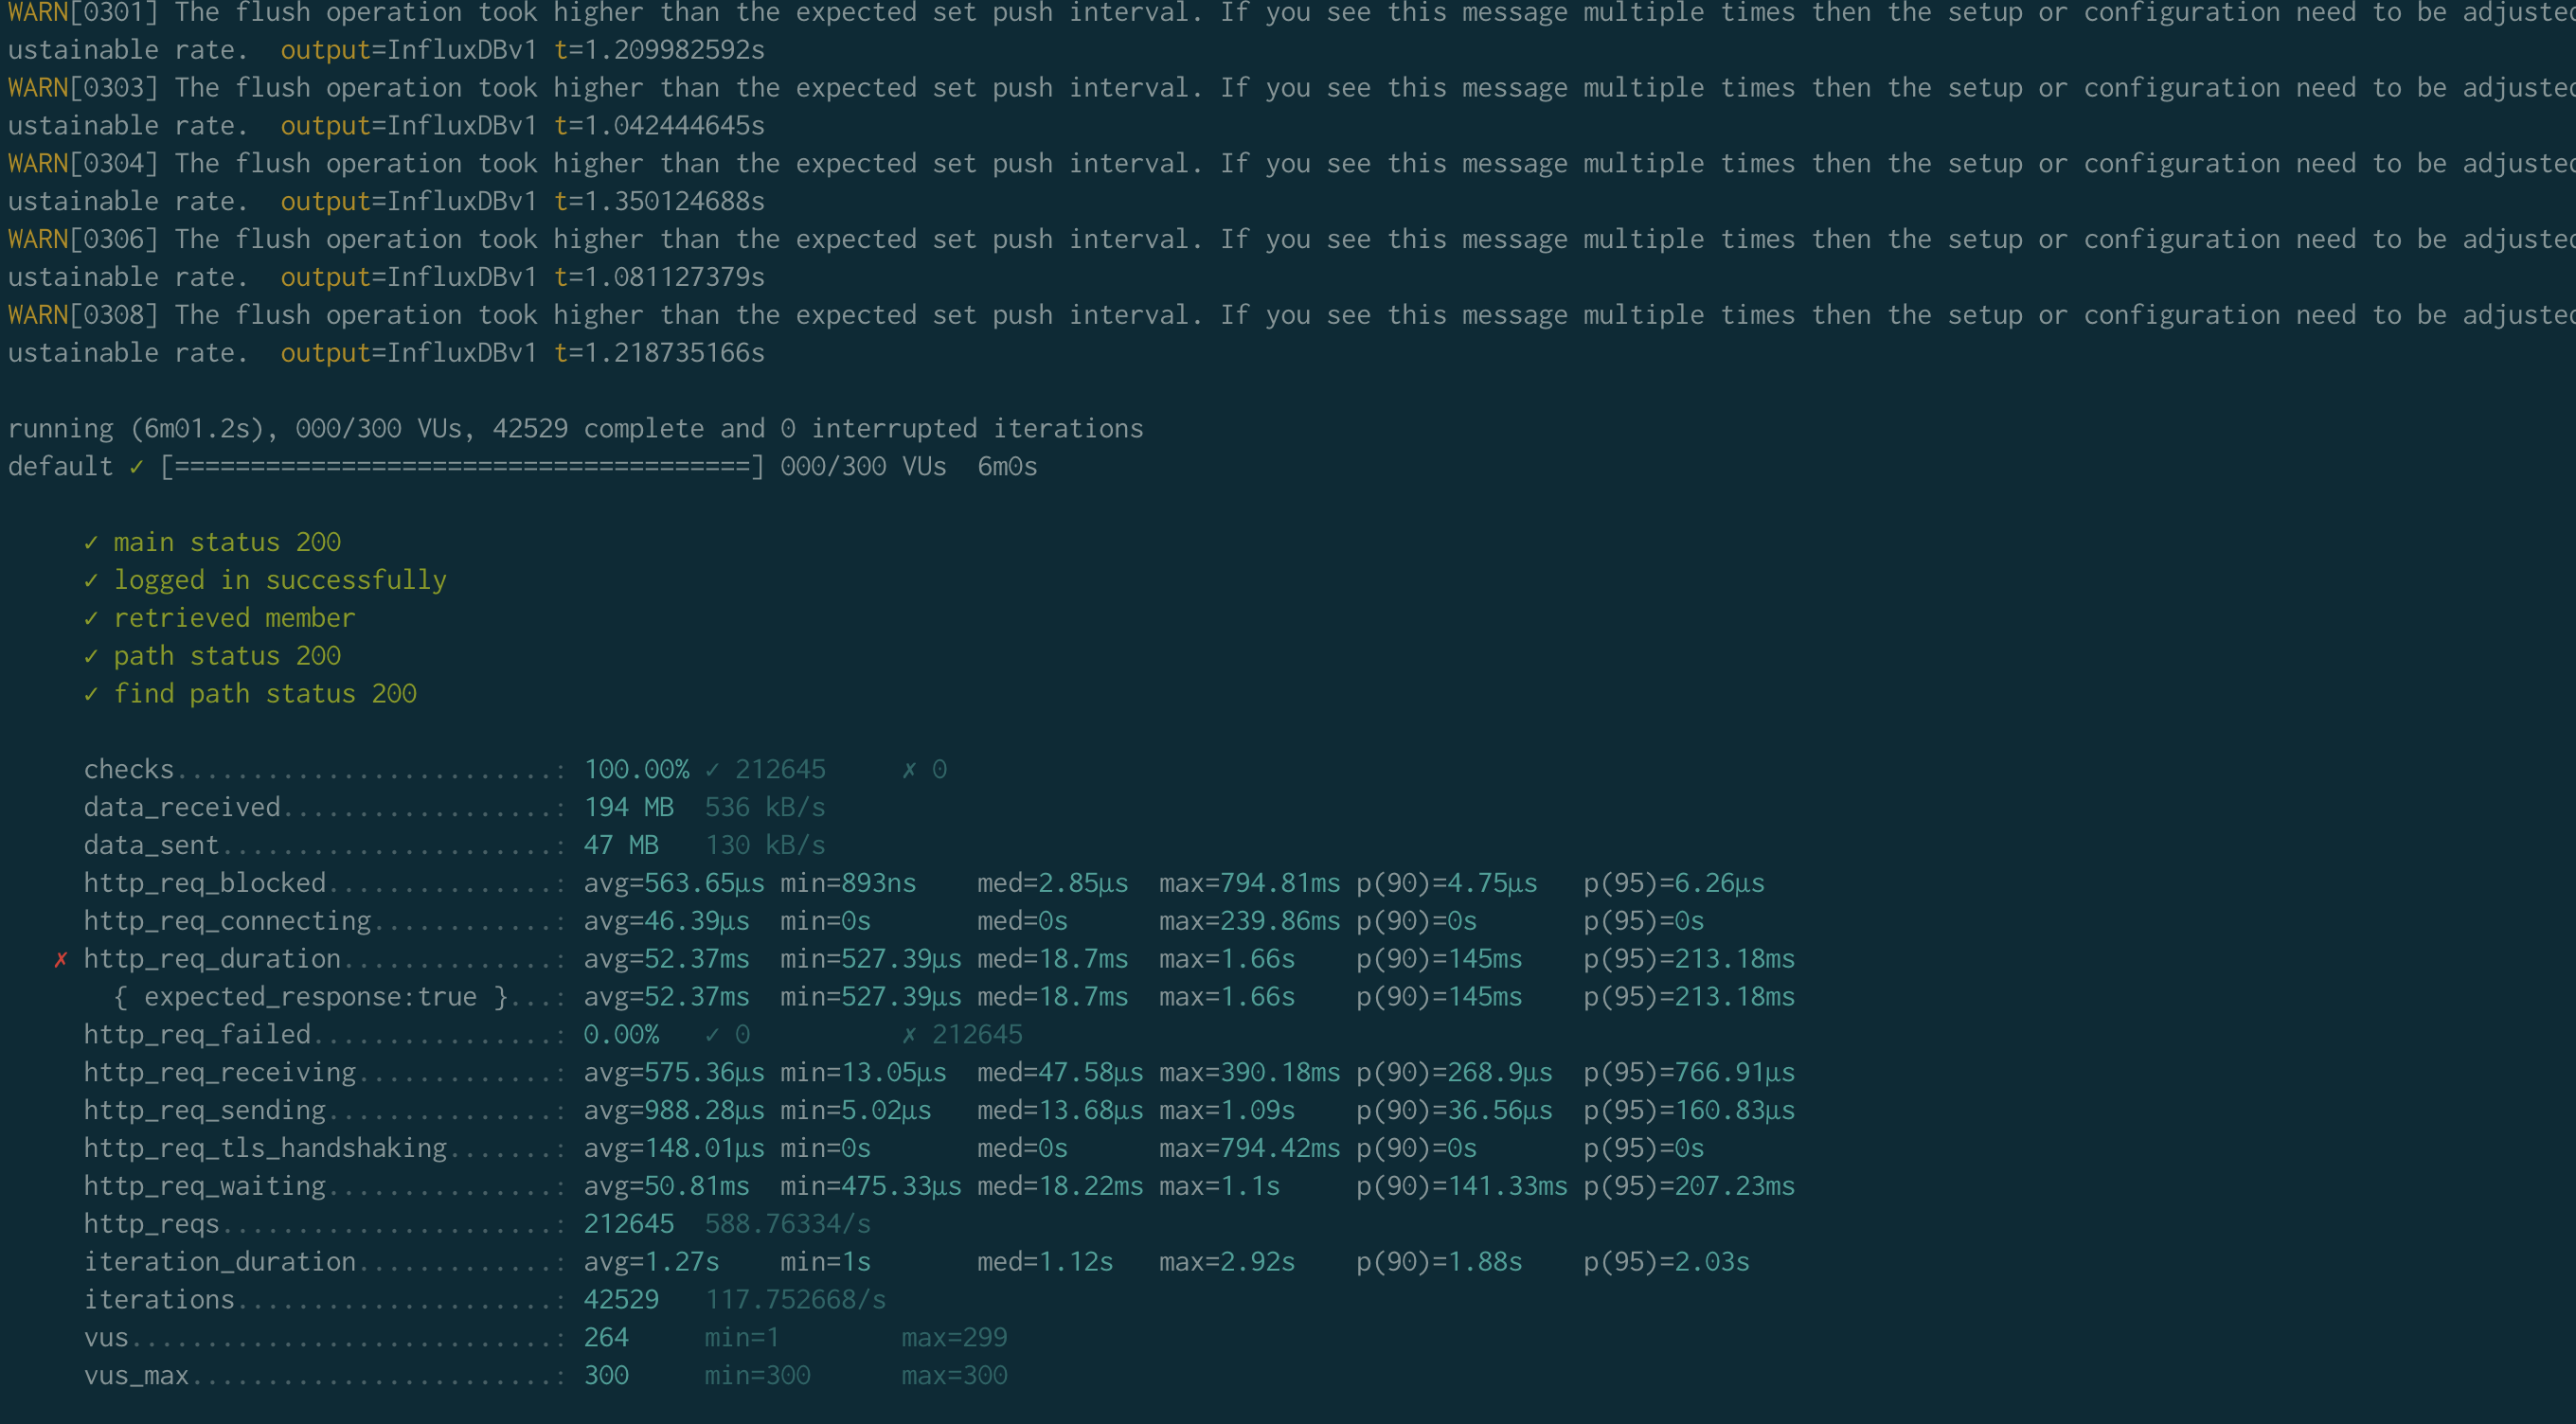 WARN[0301] The flush operation took higher than the expected set push interval. If you see this message multiple times then the setup or configuration need to be adjusted
ustainable rate.  output=InfluxDBv1 t=1.209982592s
WARN[0303] The flush operation took higher than the expected set push interval. If you see this message multiple times then the setup or configuration need to be adjusted
ustainable rate.  output=InfluxDBv1 t=1.042444645s
WARN[0304] The flush operation took higher than the expected set push interval. If you see this message multiple times then the setup or configuration need to be adjusted
ustainable rate.  output=InfluxDBv1 t=1.350124688s
WARN[0306] The flush operation took higher than the expected set push interval. If you see this message multiple times then the setup or configuration need to be adjusted
ustainable rate.  output=InfluxDBv1 t=1.081127379s
WARN[0308] The flush operation took higher than the expected set push interval. If you see this message multiple times then the setup or configuration need to be adjusted
ustainable rate.  output=InfluxDBv1 t=1.218735166s
running (6m01.2s), 000/300 VUs, 42529 complete and 0 interrupted iterations
default ✓ [======================================] 000/300 VUs  6m0s
✓ main status 200
✓ logged in successfully
✓ retrieved member
✓ path status 200
✓ find path status 200
checks.........................: 100.00% ✓ 212645     ✗ 0
data_received..................: 194 MB  536 kB/s
data_sent......................: 47 MB   130 kB/s
http_req_blocked...............: avg=563.65µs min=893ns    med=2.85µs  max=794.81ms p(90)=4.75µs   p(95)=6.26µs
http_req_connecting............: avg=46.39µs  min=0s       med=0s      max=239.86ms p(90)=0s       p(95)=0s
✗ http_req_duration..............: avg=52.37ms  min=527.39µs med=18.7ms  max=1.66s    p(90)=145ms    p(95)=213.18ms
{ expected_response:true }...: avg=52.37ms  min=527.39µs med=18.7ms  max=1.66s    p(90)=145ms    p(95)=213.18ms
http_req_failed................: 0.00%   ✓ 0          ✗ 212645
http_req_receiving.............: avg=575.36µs min=13.05µs  med=47.58µs max=390.18ms p(90)=268.9µs  p(95)=766.91µs
http_req_sending...............: avg=988.28µs min=5.02µs   med=13.68µs max=1.09s    p(90)=36.56µs  p(95)=160.83µs
http_req_tls_handshaking.......: avg=148.01µs min=0s       med=0s      max=794.42ms p(90)=0s       p(95)=0s
http_req_waiting...............: avg=50.81ms  min=475.33µs med=18.22ms max=1.1s     p(90)=141.33ms p(95)=207.23ms
http_reqs......................: 212645  588.76334/s
iteration_duration.............: avg=1.27s    min=1s       med=1.12s   max=2.92s    p(90)=1.88s    p(95)=2.03s
iterations.....................: 42529   117.752668/s
vus............................: 264     min=1        max=299
vus_max........................: 300     min=300      max=300